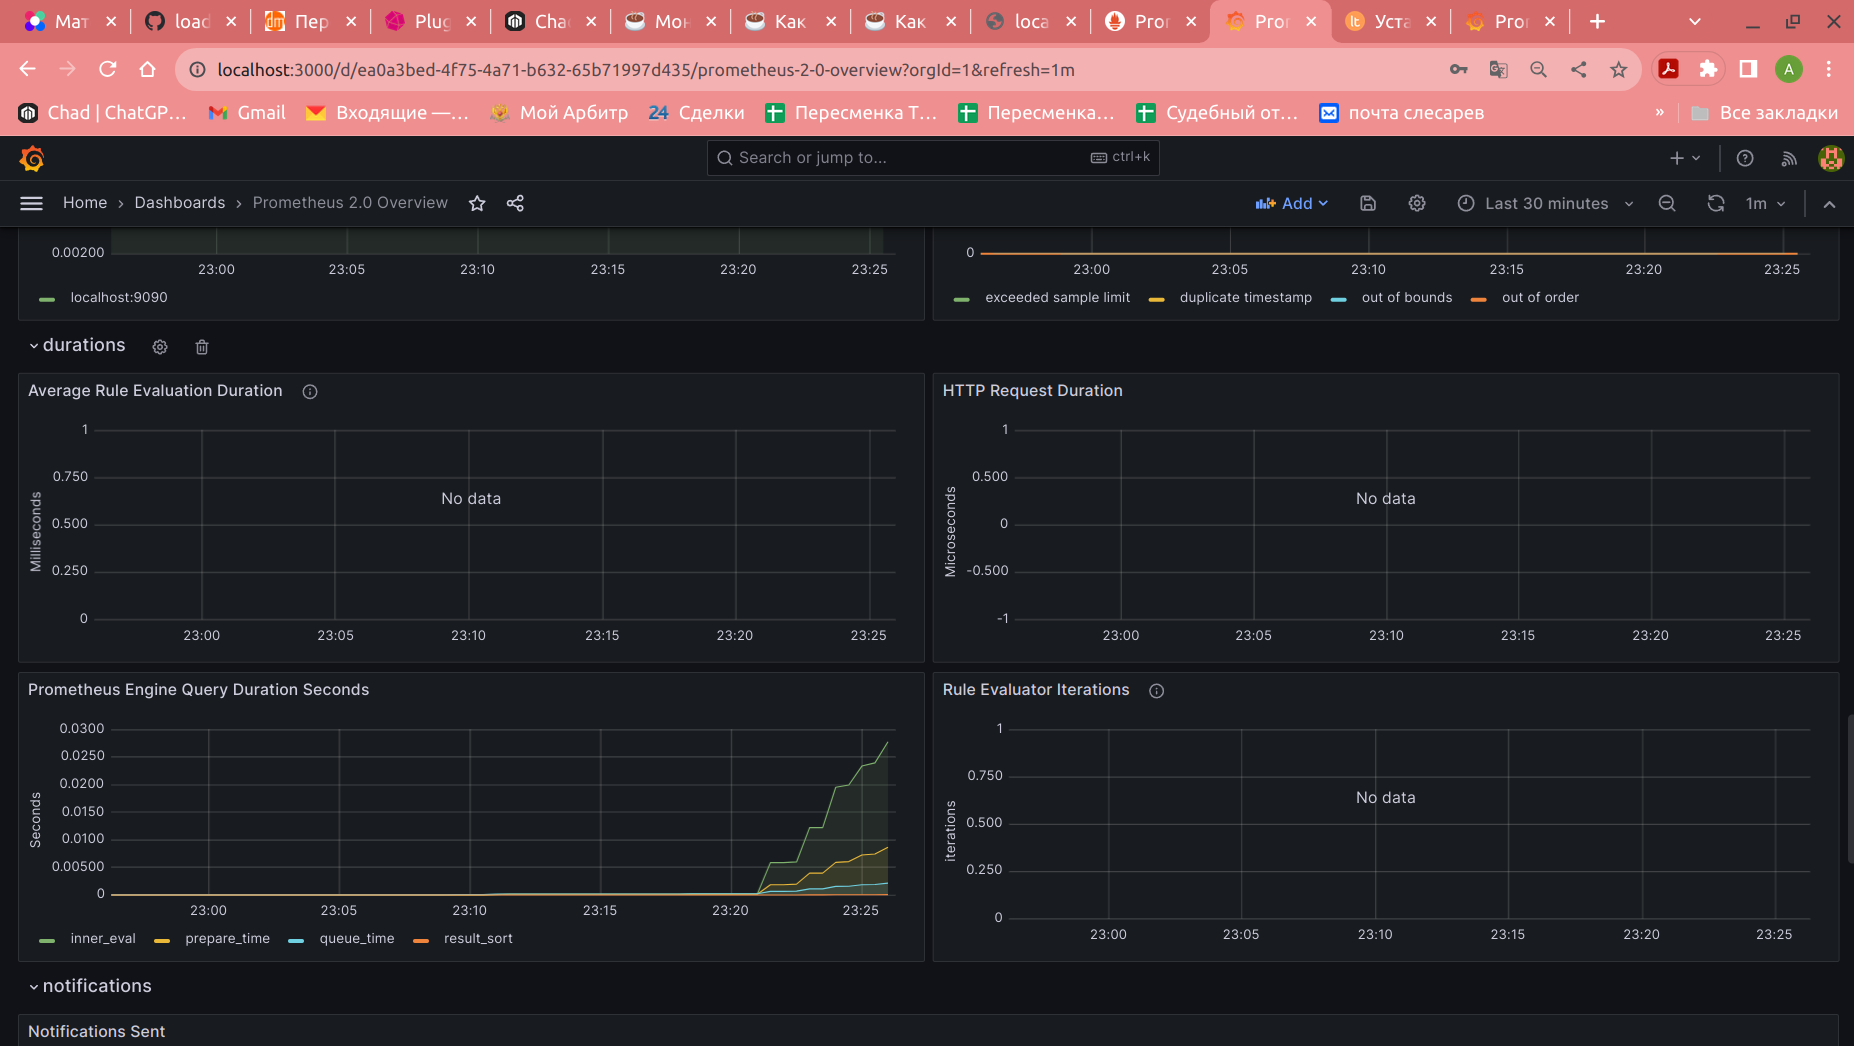 Мат
load
Пер
Plug
Cha
Мон
Как
Как
loca
Pror
Pror
Уста
Pror
localhost:3000/d/ea0a3bed-4f75-4a71-b632-65b71997d435/prometheus-2-0-overview?orgId=1&refresh=1m
A
Chad | ChatGP…
Gmail
Входящие —…
Мой Арбитр
24 Сделки
Пересменка Т…
Пересменка…
Судебный от…
почта слесарев
»
Все закладки
Search or jump to...
ctrl+k
Home › Dashboards › Prometheus 2.0 Overview
Add
Last 30 minutes
1m
0.00200
23:00 23:05 23:10 23:15 23:20 23:25
localhost:9090
0
23:00 23:05 23:10 23:15 23:20 23:25
exceeded sample limit duplicate timestamp out of bounds out of order
durations
Average Rule Evaluation Duration
Milliseconds
1
0.750
0.500
0.250
0
No data
23:00 23:05 23:10 23:15 23:20 23:25
HTTP Request Duration
Microseconds
1
0.500
0
-0.500
-1
No data
23:00 23:05 23:10 23:15 23:20 23:25
Prometheus Engine Query Duration Seconds
Seconds
0.0300
0.0250
0.0200
0.0150
0.0100
0.00500
0
23:00 23:05 23:10 23:15 23:20 23:25
inner_eval prepare_time queue_time result_sort
Rule Evaluator Iterations
iterations
1
0.750
0.500
0.250
0
No data
23:00 23:05 23:10 23:15 23:20 23:25
notifications
Notifications Sent